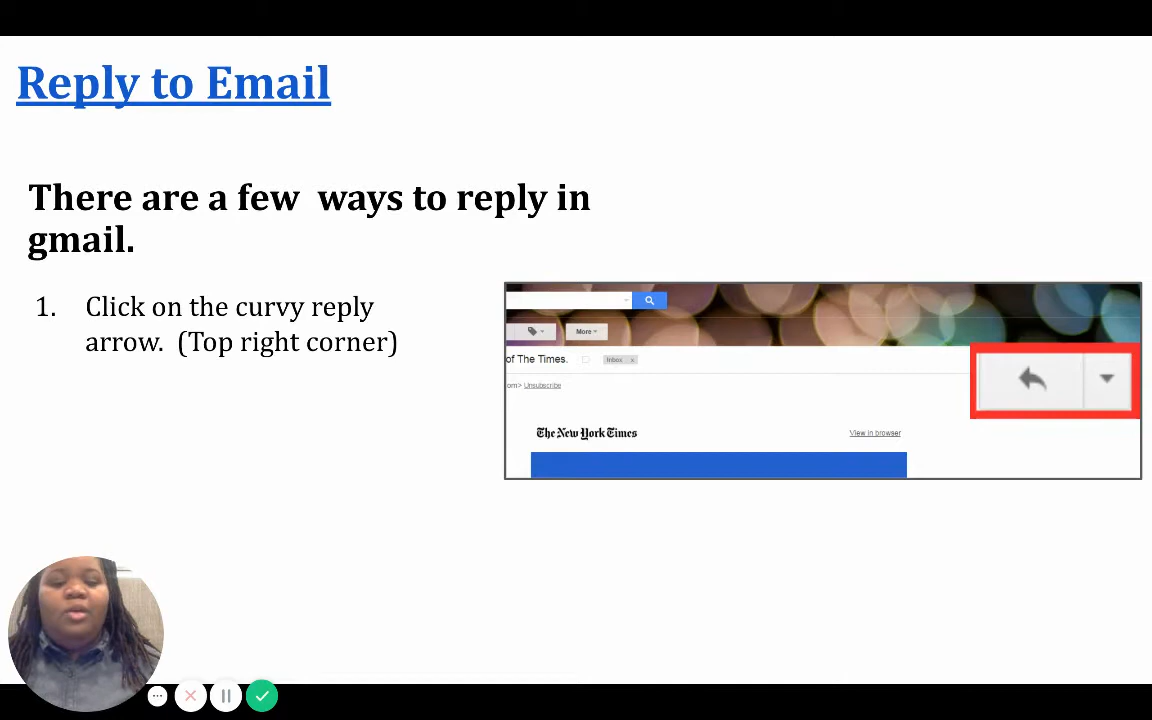 Reply to Email
There are a few  ways to reply in
gmail.
1. Click on the curvy reply
arrow.  (Top right corner)
More
of The Times.
Inbox x
om> Unsubscribe
The New York Times
View in browser